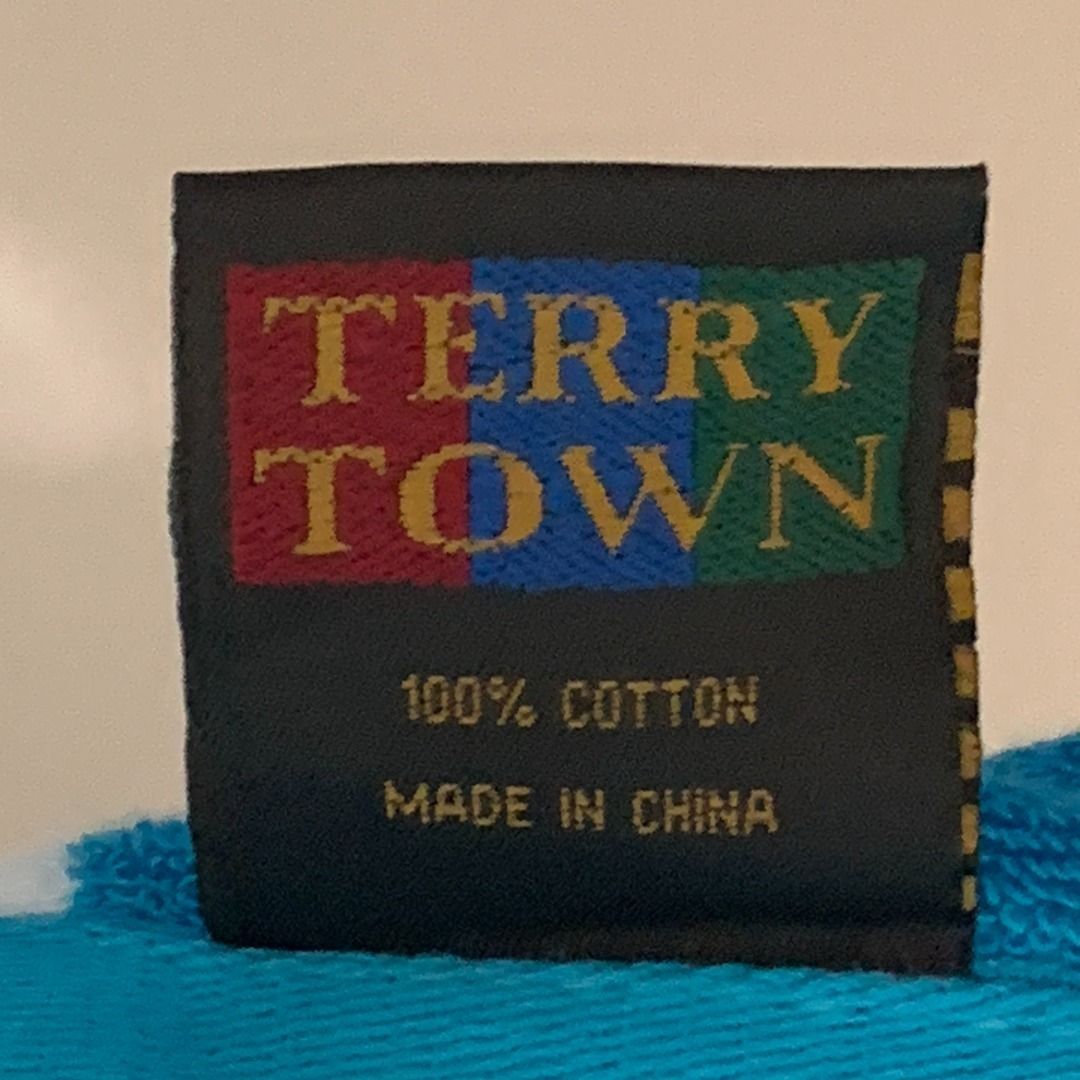 TERRY
TOWN
100% COTTON
MADE IN CHINA